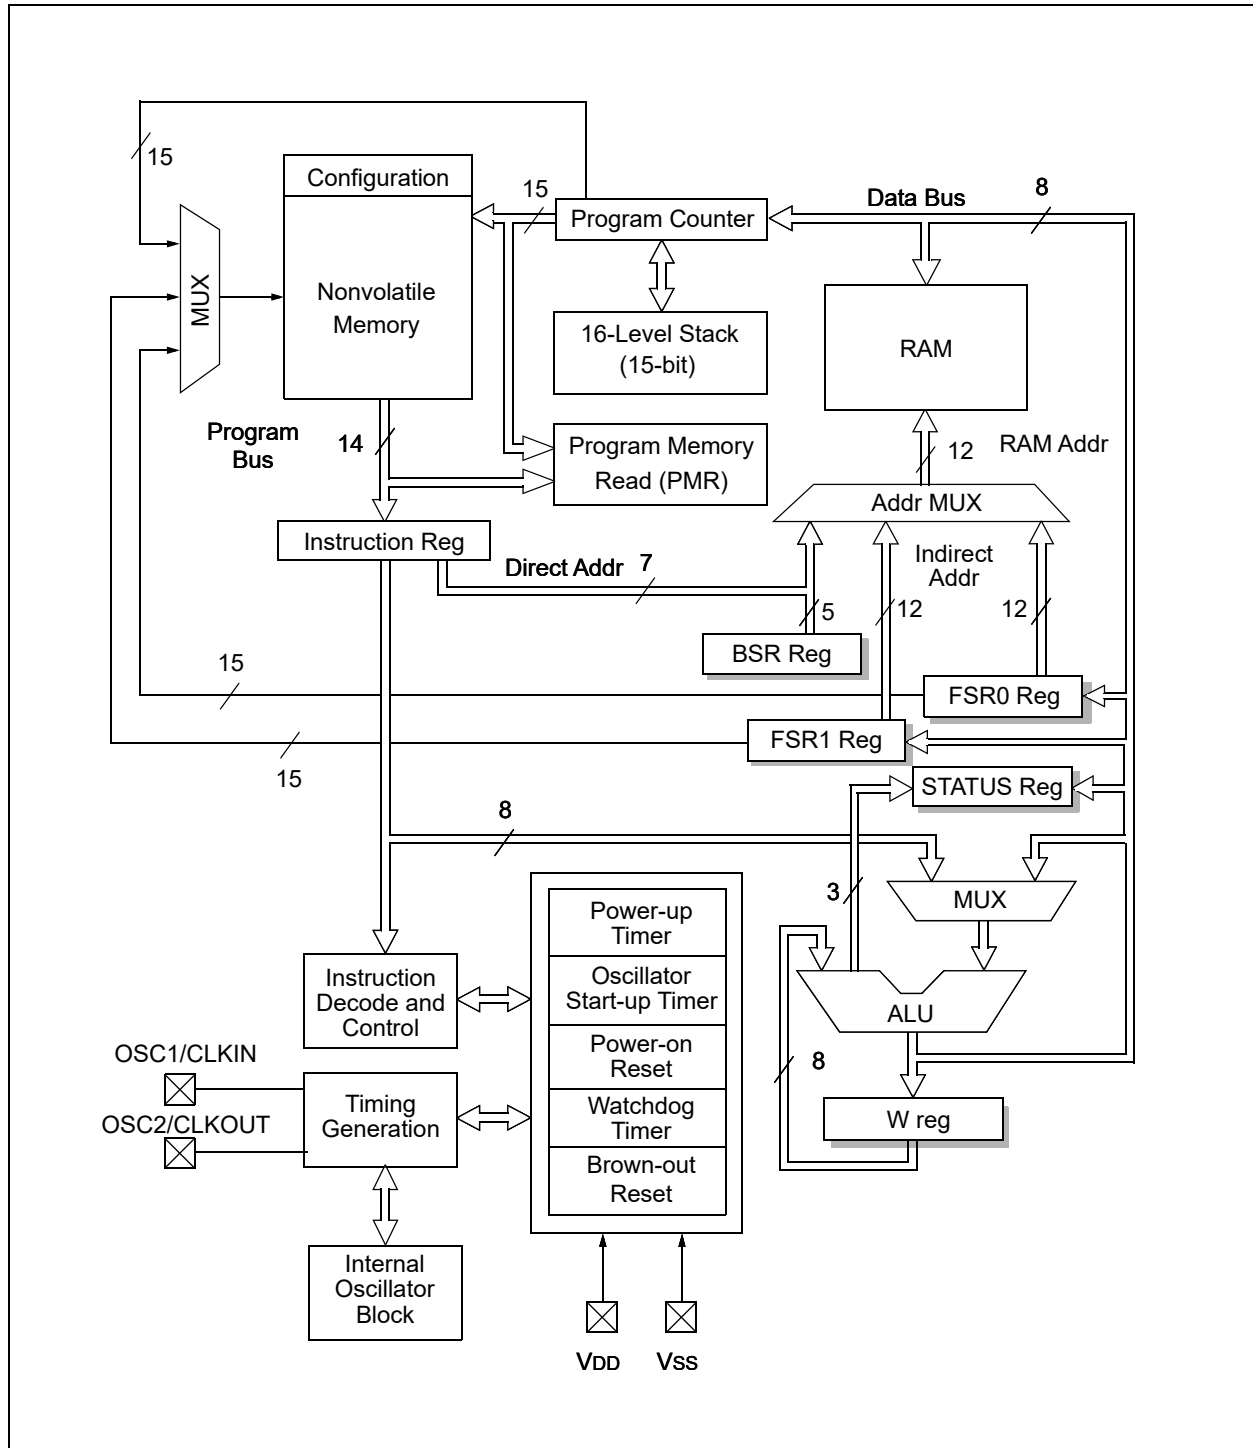 15
Configuration
15
Data Bus
8
Program Counter
MUX
Nonvolatile
Memory
16-Level Stack
(15-bit)
RAM
Program
Bus
14
Program Memory
Read (PMR)
RAM Addr
12
Addr MUX
Instruction Reg
Direct Addr
7
Indirect
Addr
5
12
12
BSR Reg
15
FSR0 Reg
FSR1 Reg
15
STATUS Reg
8
3
MUX
Power-up
Timer
Instruction
Decode and
Control
Oscillator
Start-up Timer
ALU
OSC1/CLKIN
Power-on
Reset
8
OSC2/CLKOUT
Timing
Generation
Watchdog
Timer
W reg
Brown-out
Reset
Internal
Oscillator
Block
VDD
VSS